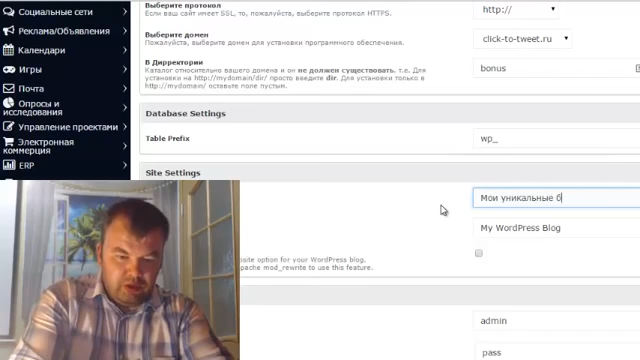 Социальные сети
Реклама/Объявления
Календари
Игры
Почта
Опросы и
исследования
Управление проектами
Электронная
коммерция
ERP
Выберите протокол
Если ваш сайт имеет SSL, то, пожалуйста, выберите протокол HTTPS.
http://
Выберите домен
Пожалуйста, выберите домен для установки программного обеспечения.
click-to-tweet.ru
В Дирректории
Каталог относительно вашего домена и он не должен существовать. т.е. Для
установки на http://mydomain/dir/ просто введите dir. Для установки только в
http://mydomain/ оставьте поле пустым.
bonus
Database Settings
Table Prefix
wp_
Site Settings
Мои уникальные б
My WordPress Blog
site option for your WordPress blog.
pache mod_rewrite to use this feature.
admin
pass